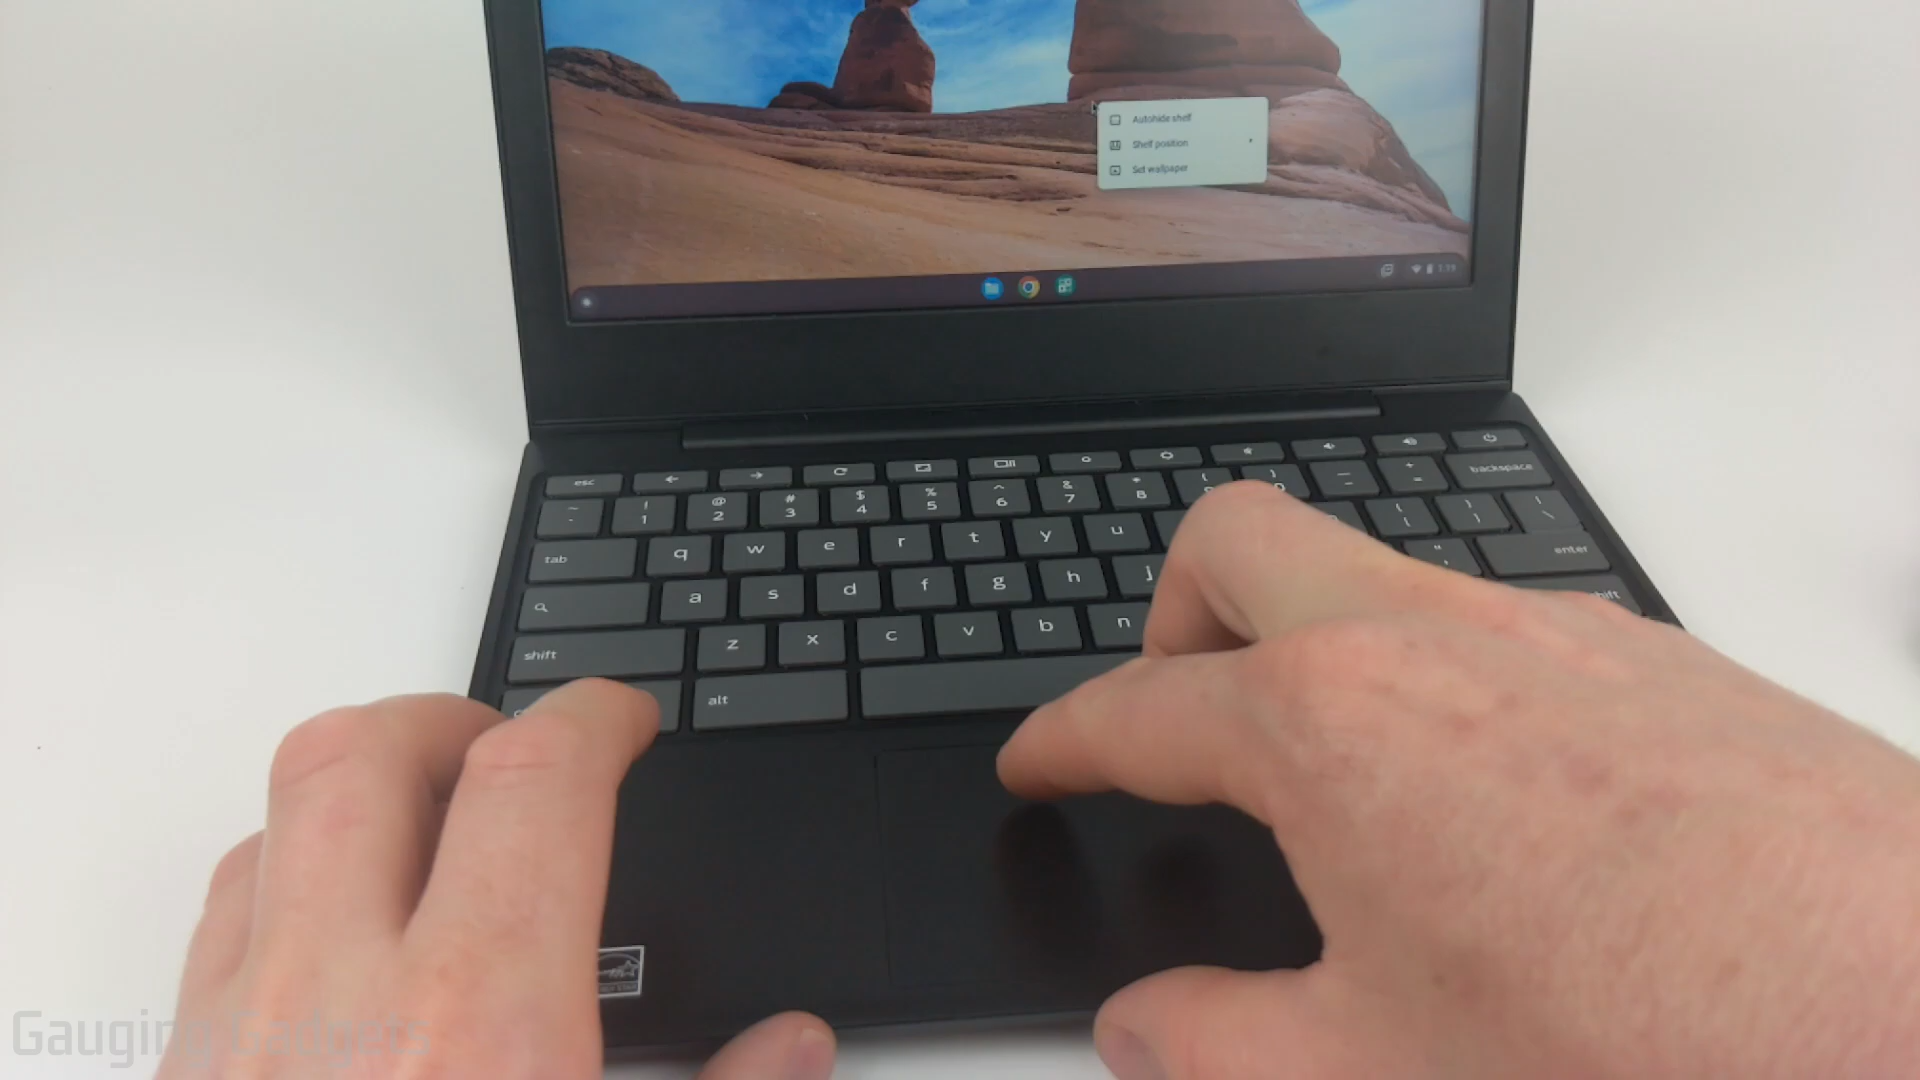 Autohide shelf
Shelf position
Set wallpaper
esc
backspace
~ ! @ # $ % ^ & * ( ) — +
1 2 3 4 5 6 7 8 - =
tab q w e r t y u
enter
a s d f g h j
shift
shift z x c v b n
alt
Gauging Gadgets